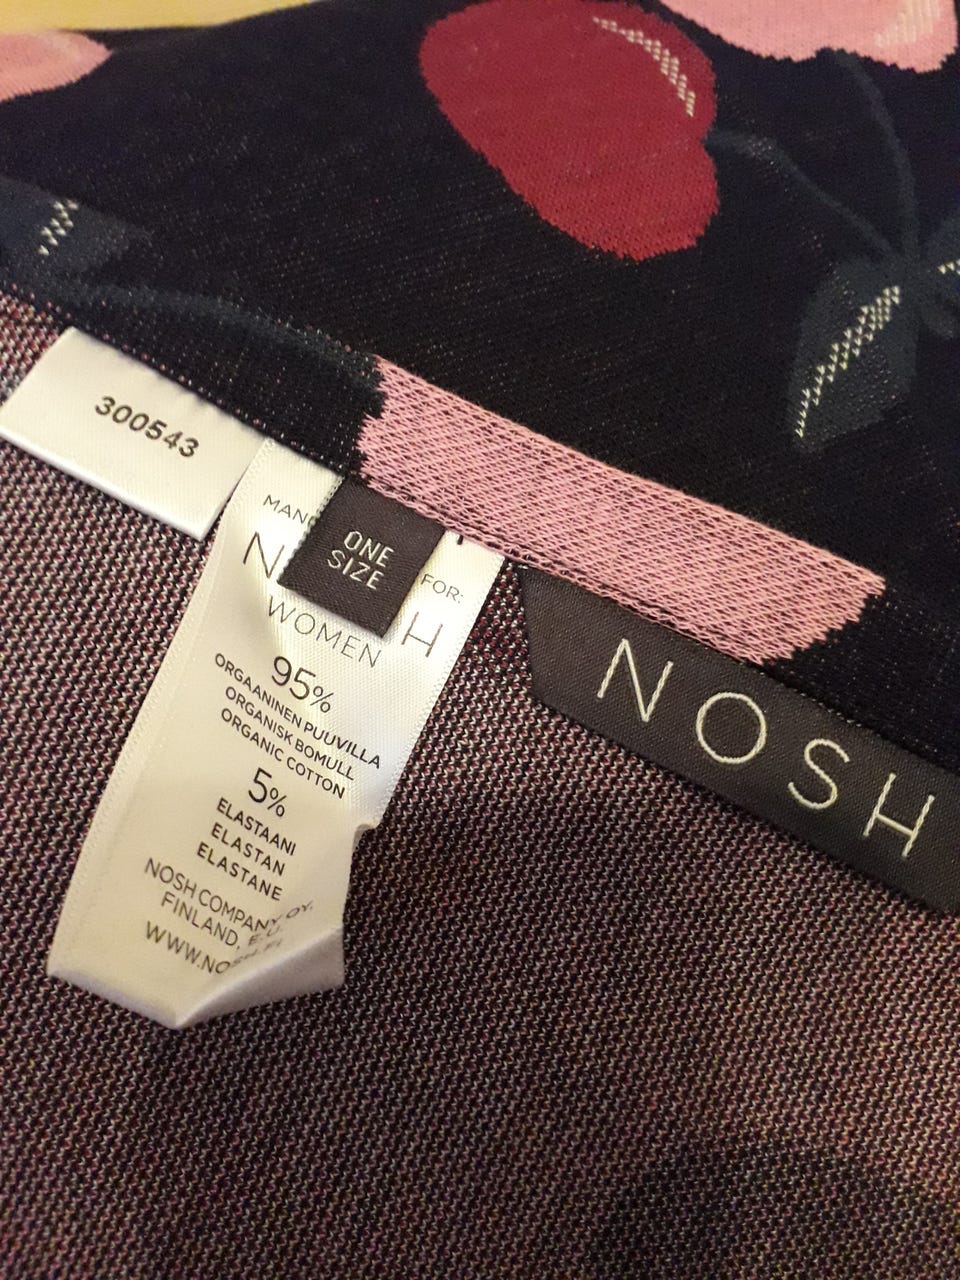 300543
ONE
SIZE
FOR:
WOMEN
95%
ORGAANINEN PUUVILLA
ORGANISK BOMULL
ORGANIC COTTON
5%
ELASTAANI
ELASTAN
ELASTANE
NOSH COMPANY OY,
FINLAND, E.U.
NOSH